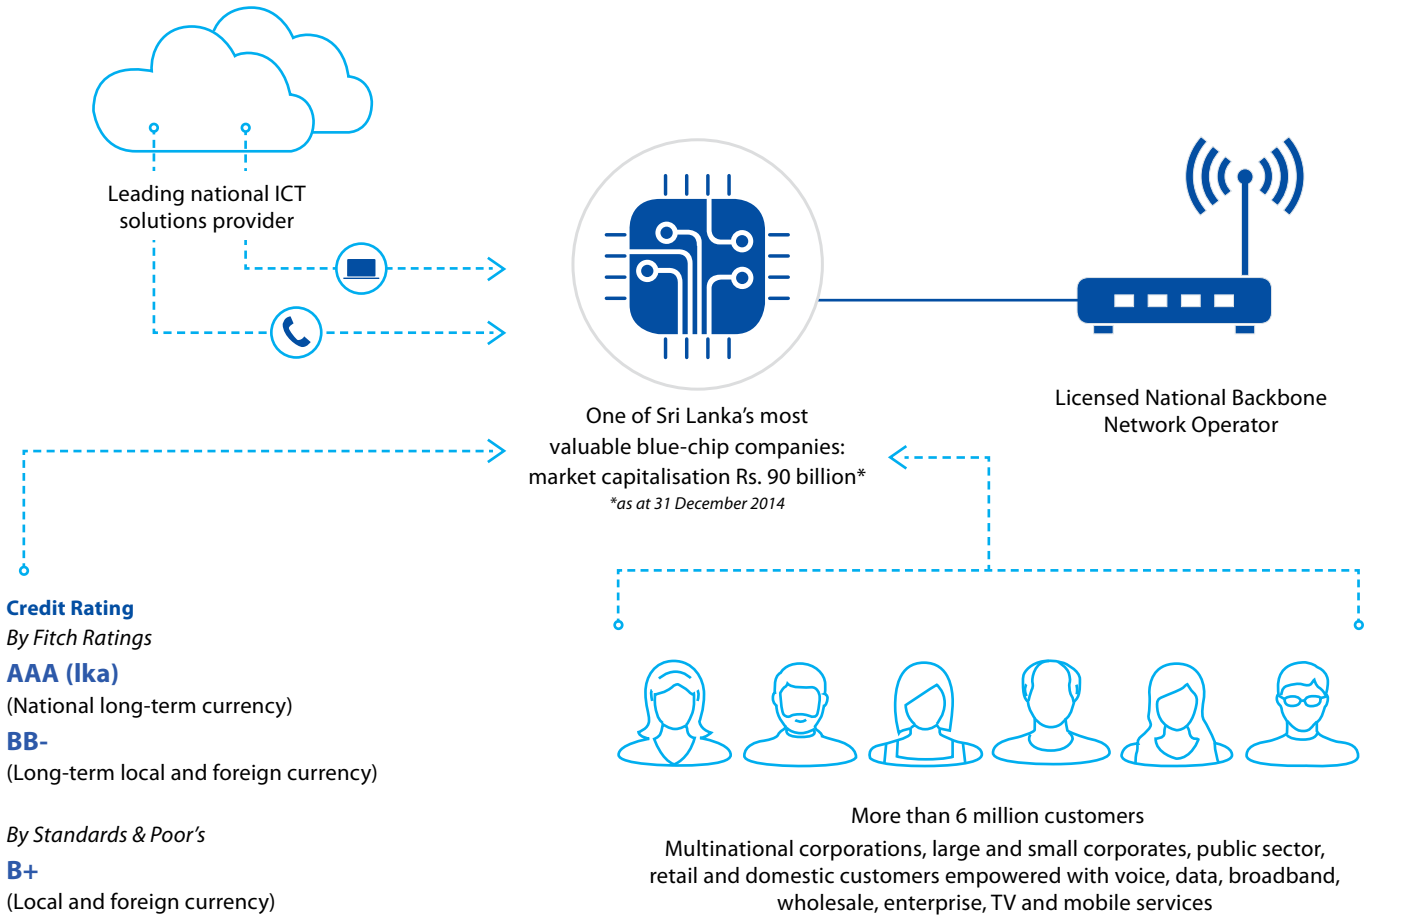 Leading national ICT
solutions provider
One of Sri Lanka’s most
valuable blue-chip companies:
market capitalisation Rs. 90 billion*
*as at 31 December 2014
Licensed National Backbone
Network Operator
Credit Rating
By Fitch Ratings
AAA (lka)
(National long-term currency)
BB-
(Long-term local and foreign currency)
By Standards & Poor’s
B+
(Local and foreign currency)
More than 6 million customers
Multinational corporations, large and small corporates, public sector,
retail and domestic customers empowered with voice, data, broadband,
wholesale, enterprise, TV and mobile services